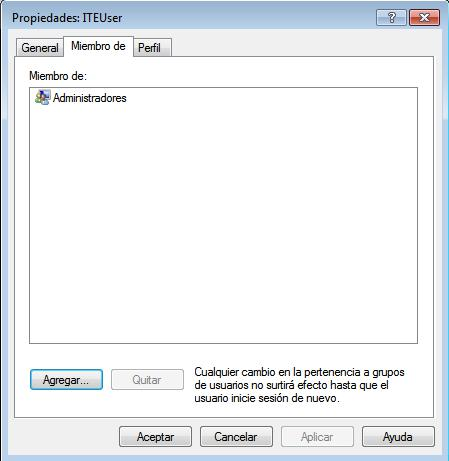 Propiedades: ITEUser
General Miembro de Perfil
Miembro de:
Administradores
Agregar... Quitar
Cualquier cambio en la pertenencia a grupos
de usuarios no surtirá efecto hasta que el
usuario inicie sesión de nuevo.
Aceptar Cancelar Aplicar Ayuda